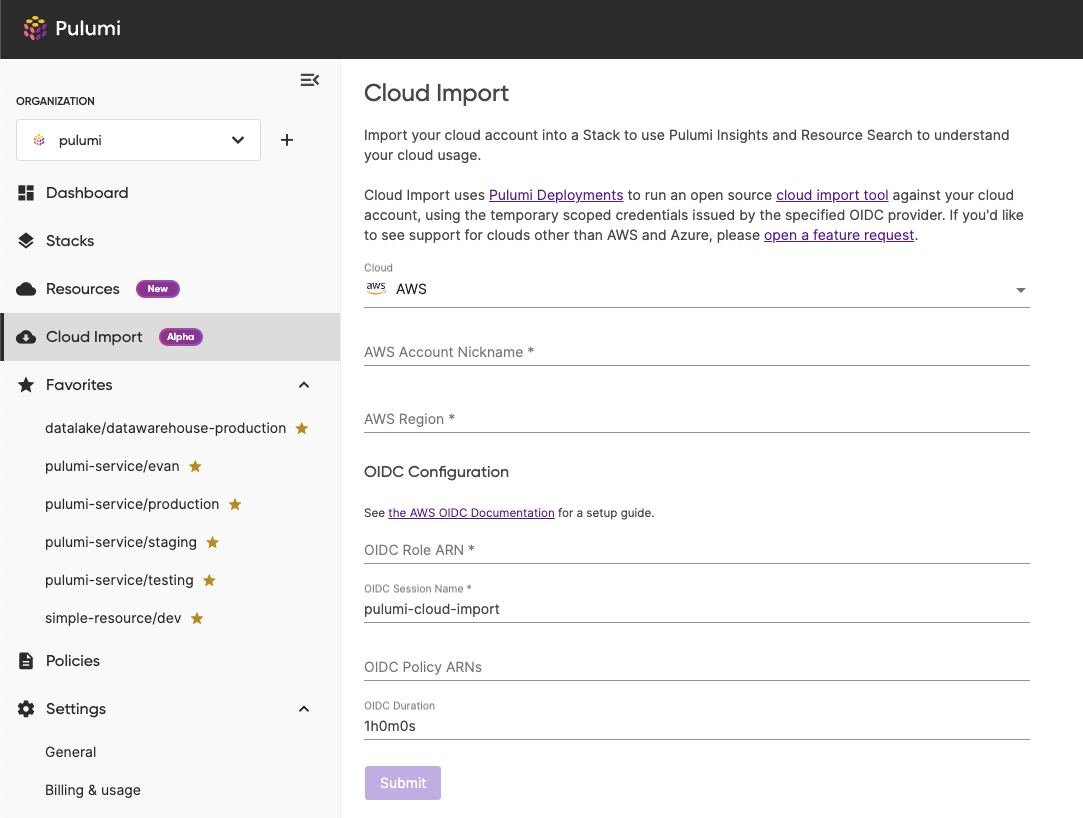 Pulumi
ORGANIZATION
pulumi
Dashboard
Stacks
Resources New
Cloud Import Alpha
Favorites
datalake/datawarehouse-production
pulumi-service/evan
pulumi-service/production
pulumi-service/staging
pulumi-service/testing
simple-resource/dev
Policies
Settings
General
Billing & usage
Cloud Import
Import your cloud account into a Stack to use Pulumi Insights and Resource Search to understand
your cloud usage.
Cloud Import uses Pulumi Deployments to run an open source cloud import tool against your cloud
account, using the temporary scoped credentials issued by the specified OIDC provider. If you'd like
to see support for clouds other than AWS and Azure, please open a feature request.
Cloud
aws AWS
AWS Account Nickname *
AWS Region *
OIDC Configuration
See the AWS OIDC Documentation for a setup guide.
OIDC Role ARN *
OIDC Session Name *
pulumi-cloud-import
OIDC Policy ARNs
OIDC Duration
1h0m0s
Submit